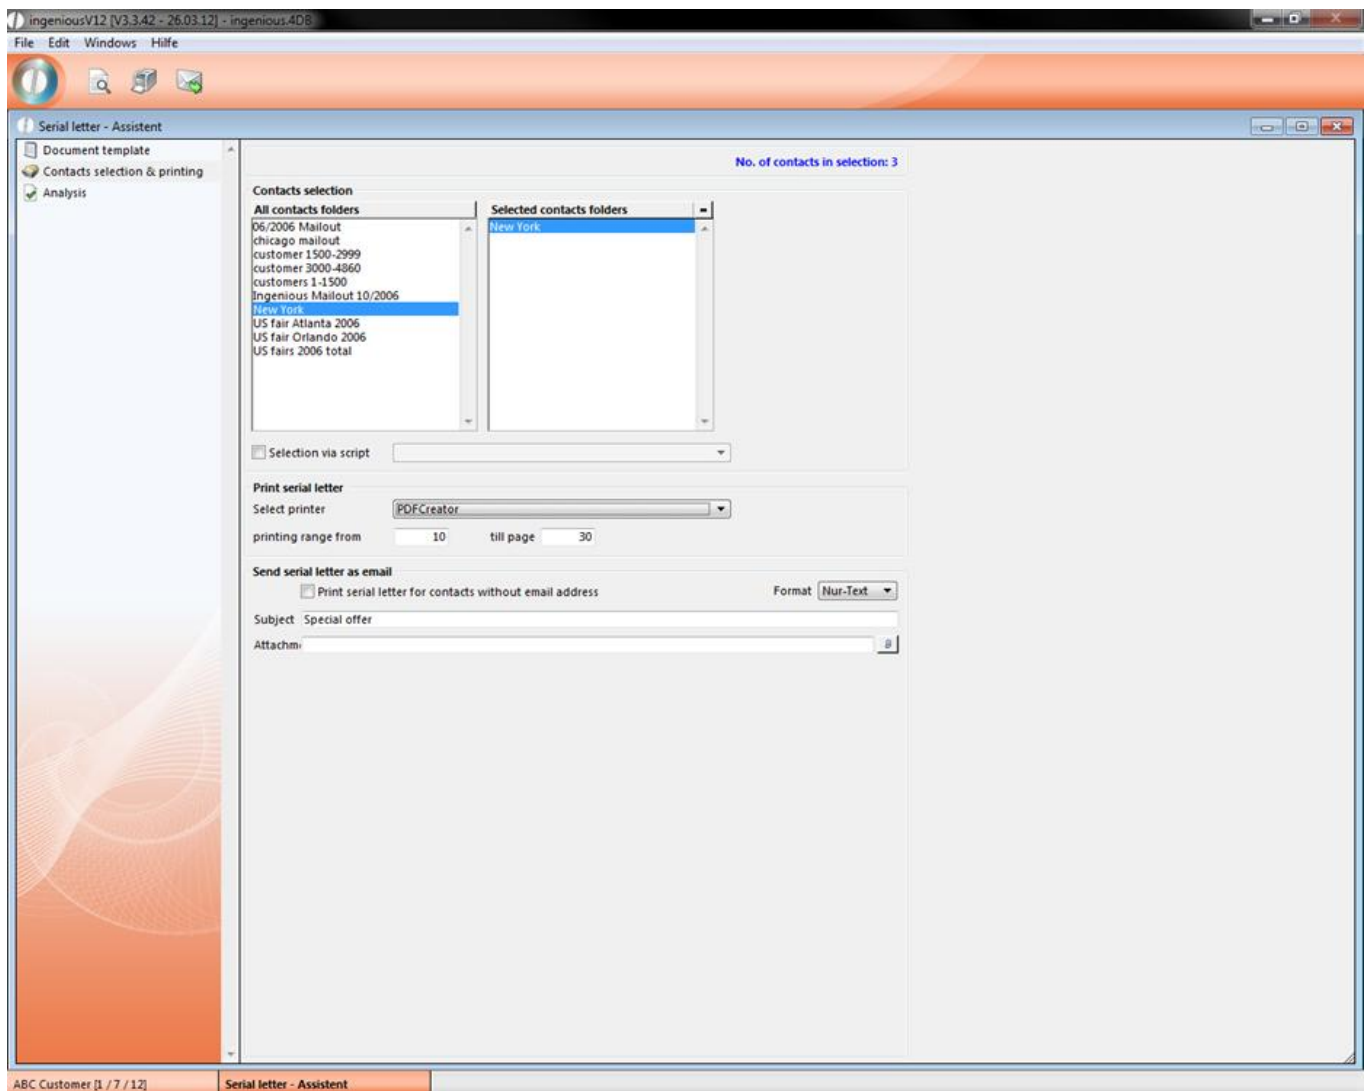 ingeniousV12 [V3.3.42 - 26.03.12] - ingenious.4DB
File Edit Windows Hilfe
Serial letter - Assistent
Document template
Contacts selection & printing
Analysis
No. of contacts in selection: 3
Contacts selection
All contacts folders
06/2006 Mailout
chicago mailout
customer 1500-2999
customer 3000-4860
customers 1-1500
Ingenious Mailout 10/2006
New York
US fair Atlanta 2006
US fair Orlando 2006
US fairs 2006 total
Selected contacts folders
New York
Selection via script
Print serial letter
Select printer PDFCreator
printing range from 10 till page 30
Send serial letter as email
Print serial letter for contacts without email address Format Nur-Text
Subject Special offer
Attachm
ABC Customer [1 / 7 / 12] Serial letter - Assistent